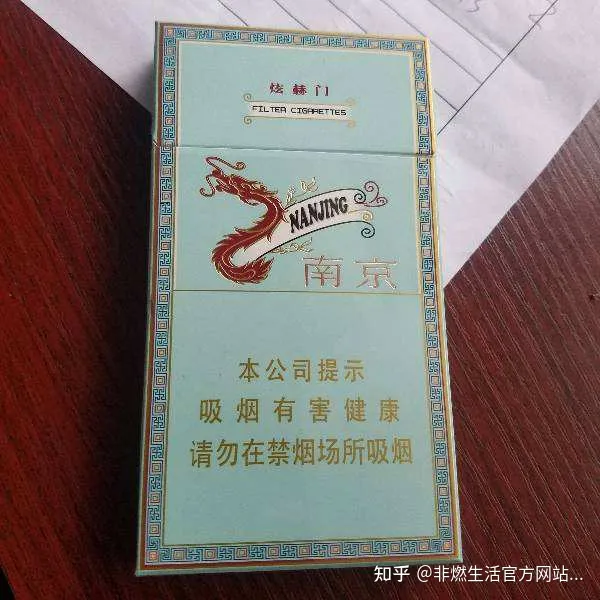 炫赫门
FILTER CIGARETTES
NANJING
南京
本公司提示
吸烟有害健康
请勿在禁烟场所吸烟
知乎 @非燃生活官方网站...